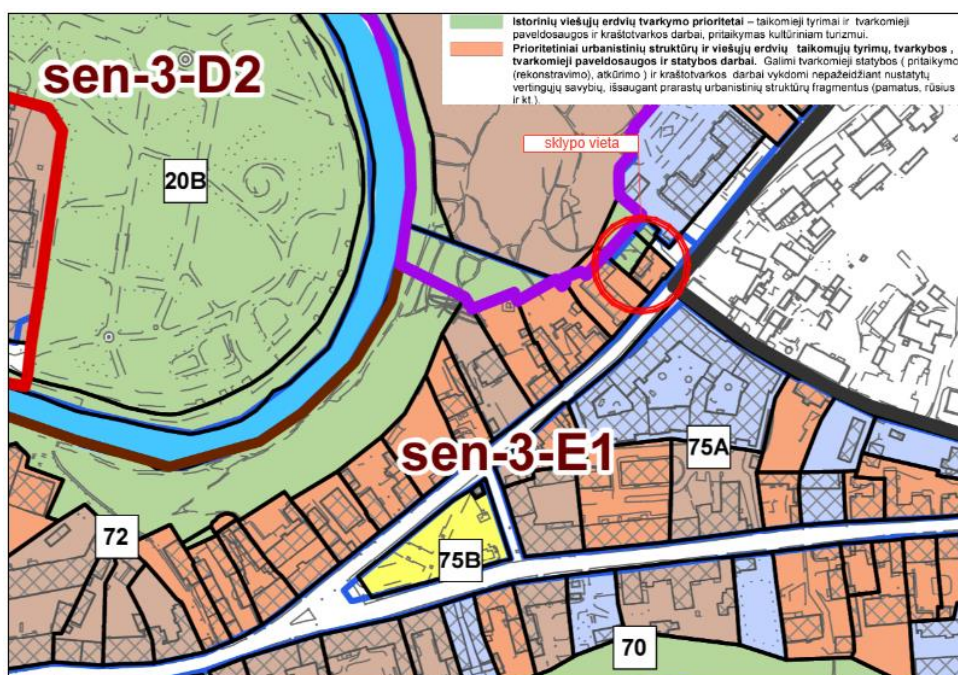 Istorinių viešųjų erdvių tvarkymo prioritetai – taikomieji tyrimai ir tvarkomieji
paveldosaugos ir kraštotvarkos darbai, pritaikymas kultūriniam turizmui.
Prioritetiniai urbanistinių struktūrų ir viešųjų erdvių taikomųjų tyrimų, tvarkybos ,
tvarkomieji paveldosaugos ir statybos darbai. Galimi tvarkomieji statybos ( pritaikymo
(rekonstravimo), atkūrimo ) ir kraštotvarkos darbai vykdomi nepažeidžiant nustatytų
vertingųjų savybių, išsaugant prarastų urbanistinių struktūrų fragmentus (pamatus, rūsius
ir kt.).
sen-3-D2
sklypo vieta
20B
sen-3-E1
75A
72
75B
70